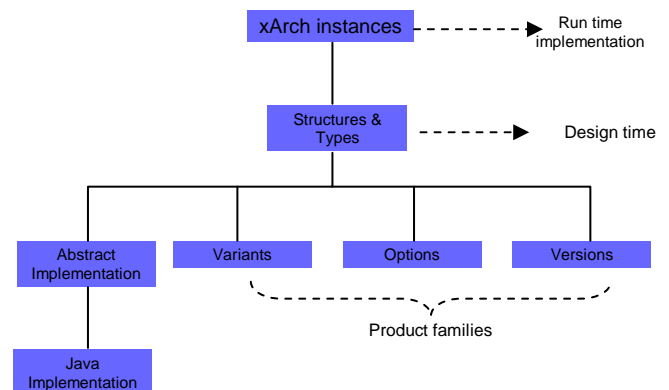 xArch instances
Run time
implementation
Structures &
Types
Design time
Abstract
Implementation
Variants
Options
Versions
Product families
Java
Implementation